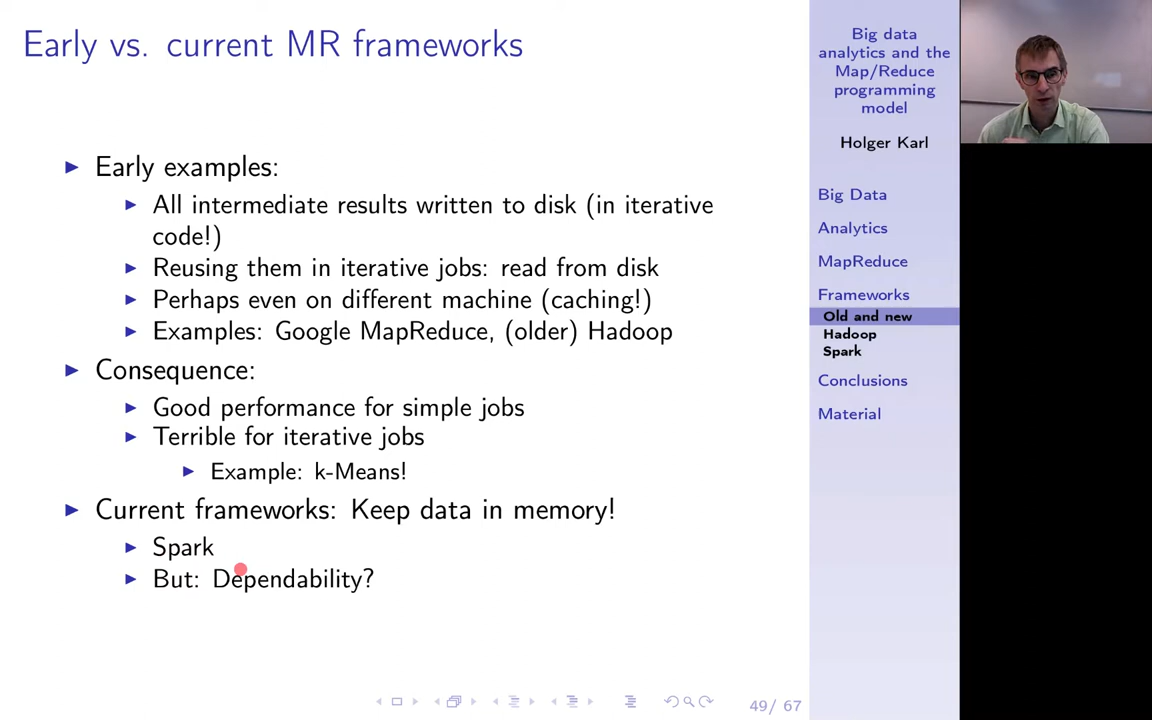 Early vs. current MR frameworks
Early examples:
All intermediate results written to disk (in iterative
code!)
Reusing them in iterative jobs: read from disk
Perhaps even on different machine (caching!)
Examples: Google MapReduce, (older) Hadoop
Consequence:
Good performance for simple jobs
Terrible for iterative jobs
Example: k-Means!
Current frameworks: Keep data in memory!
Spark
But: Dependability?
Big data
analytics and the
Map/Reduce
programming
model
Holger Karl
Big Data
Analytics
MapReduce
Frameworks
Old and new
Hadoop
Spark
Conclusions
Material
49/ 67